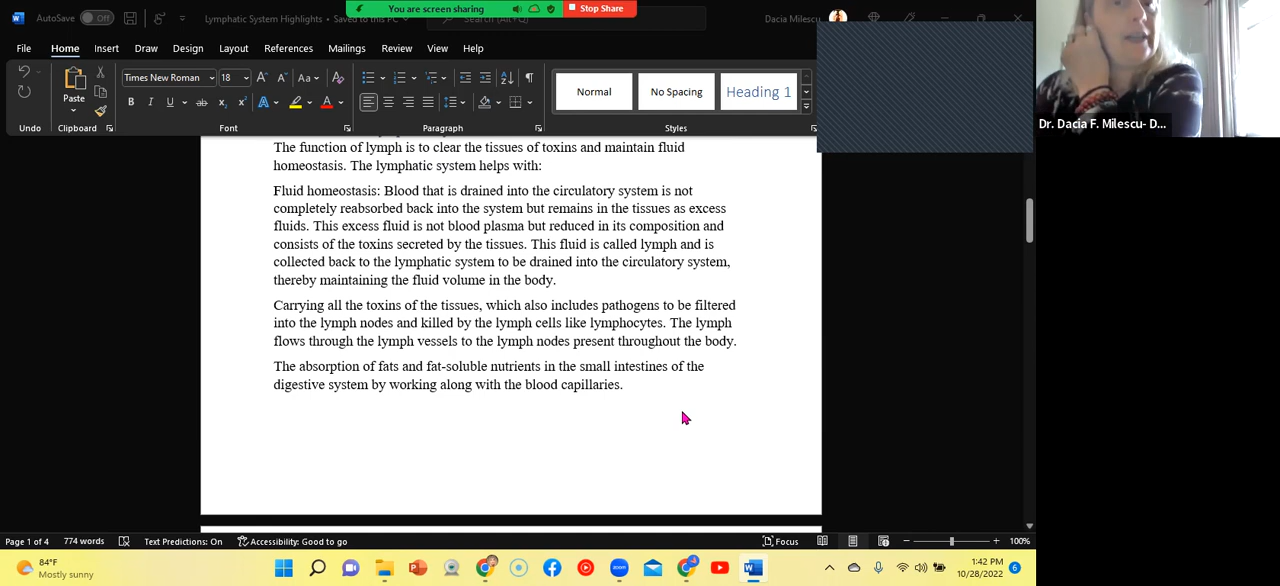 You are screen sharing
Stop Share
AutoSave Off
Lymphatic System Highlights - Saved to this PC
Search (Alt+Q)
Dacia Milescu
File Home Insert Draw Design Layout References Mailings Review View Help
Times New Roman 18
Paste
Normal No Spacing Heading 1
Undo Clipboard Font Paragraph Styles
The function of lymph is to clear the tissues of toxins and maintain fluid
homeostasis. The lymphatic system helps with:
Fluid homeostasis: Blood that is drained into the circulatory system is not
completely reabsorbed back into the system but remains in the tissues as excess
fluids. This excess fluid is not blood plasma but reduced in its composition and
consists of the toxins secreted by the tissues. This fluid is called lymph and is
collected back to the lymphatic system to be drained into the circulatory system,
thereby maintaining the fluid volume in the body.
Carrying all the toxins of the tissues, which also includes pathogens to be filtered
into the lymph nodes and killed by the lymph cells like lymphocytes. The lymph
flows through the lymph vessels to the lymph nodes present throughout the body.
The absorption of fats and fat-soluble nutrients in the small intestines of the
digestive system by working along with the blood capillaries.
Page 1 of 4 774 words Text Predictions: On Accessibility: Good to go Focus 100%
84°F
Mostly sunny
1:42 PM
10/28/2022
6
Dr. Dacia F. Milescu- D...